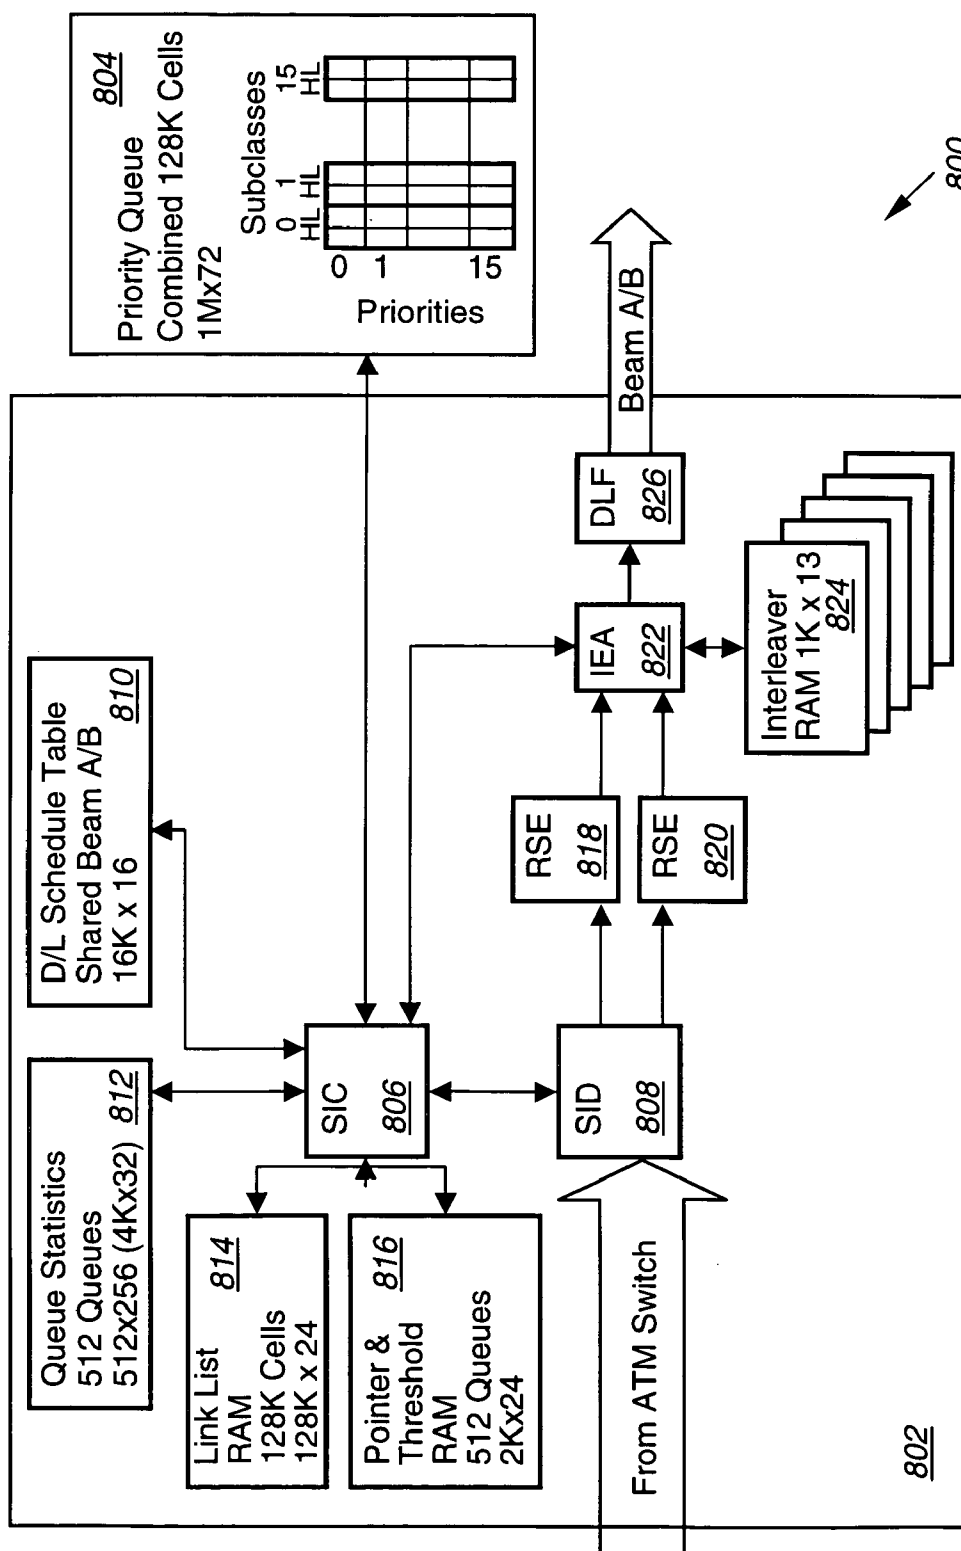 Queue Statistics
512 Queues
512x256 (4Kx32) 812
D/L Schedule Table
Shared Beam A/B
16K x 16 810
Priority Queue 804
Combined 128K Cells
1Mx72
Subclasses
0 1 15
HL HL HL
0
1
15
Priorities
Link List 814
RAM
128K Cells
128K x 24
Pointer & 816
Threshold
RAM
512 Queues
2Kx24
SIC
806
SID
808
RSE
818
RSE
820
IEA
822
DLF
826
Beam A/B
Interleaver
RAM 1K x 13
824
From ATM Switch
802
800